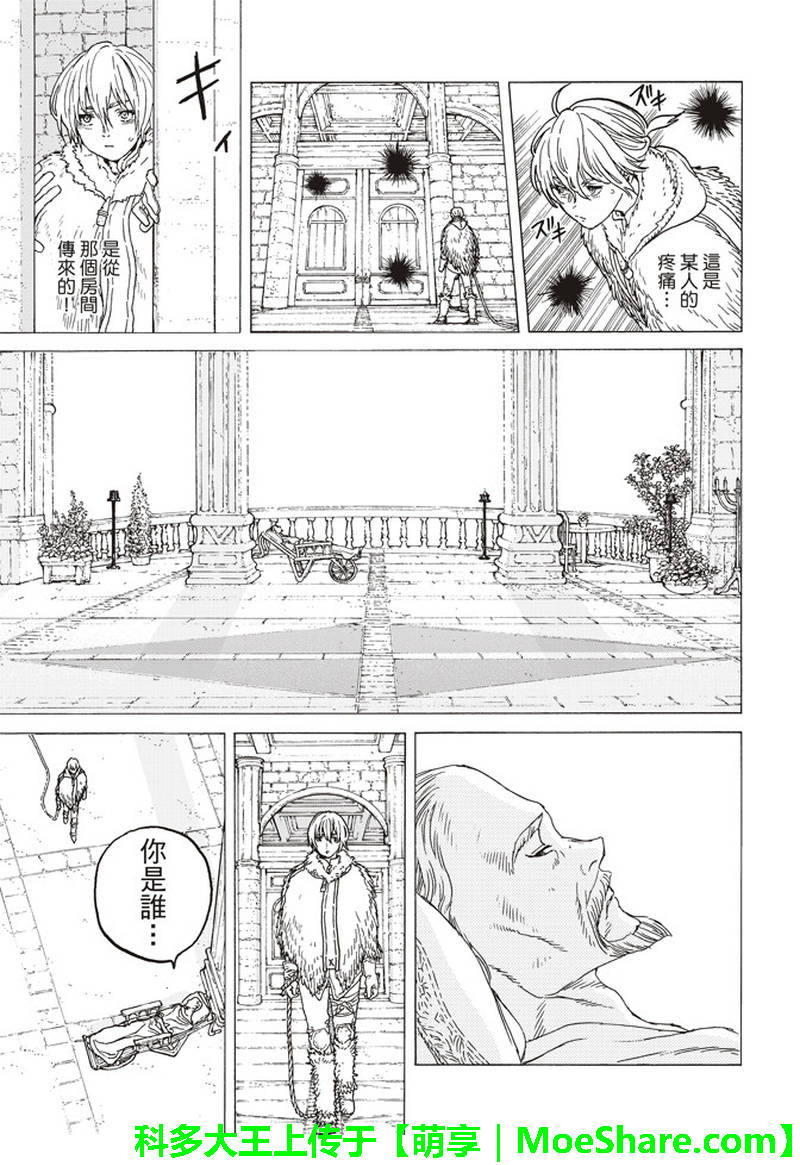 這是
某人的
疼痛…
ズキ
ズキ
ギィ
是從
那個房間
傳來的！
你是誰…
科多大王上传于【萌享｜MoeShare.com】